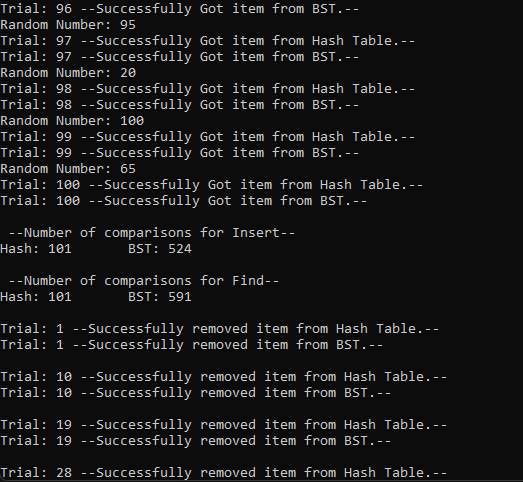 Trial: 96 --Successfully Got item from BST.--
Random Number: 95
Trial: 97 --Successfully Got item from Hash Table.--
Trial: 97 --Successfully Got item from BST.--
Random Number: 20
Trial: 98 --Successfully Got item from Hash Table.--
Trial: 98 --Successfully Got item from BST.--
Random Number: 100
Trial: 99 --Successfully Got item from Hash Table.--
Trial: 99 --Successfully Got item from BST.--
Random Number: 65
Trial: 100 --Successfully Got item from Hash Table.--
Trial: 100 --Successfully Got item from BST.--
--Number of comparisons for Insert--
Hash: 101 BST: 524
--Number of comparisons for Find--
Hash: 101 BST: 591
Trial: 1 --Successfully removed item from Hash Table.--
Trial: 1 --Successfully removed item from BST.--
Trial: 10 --Successfully removed item from Hash Table.--
Trial: 10 --Successfully removed item from BST.--
Trial: 19 --Successfully removed item from Hash Table.--
Trial: 19 --Successfully removed item from BST.--
Trial: 28 --Successfully removed item from Hash Table.--